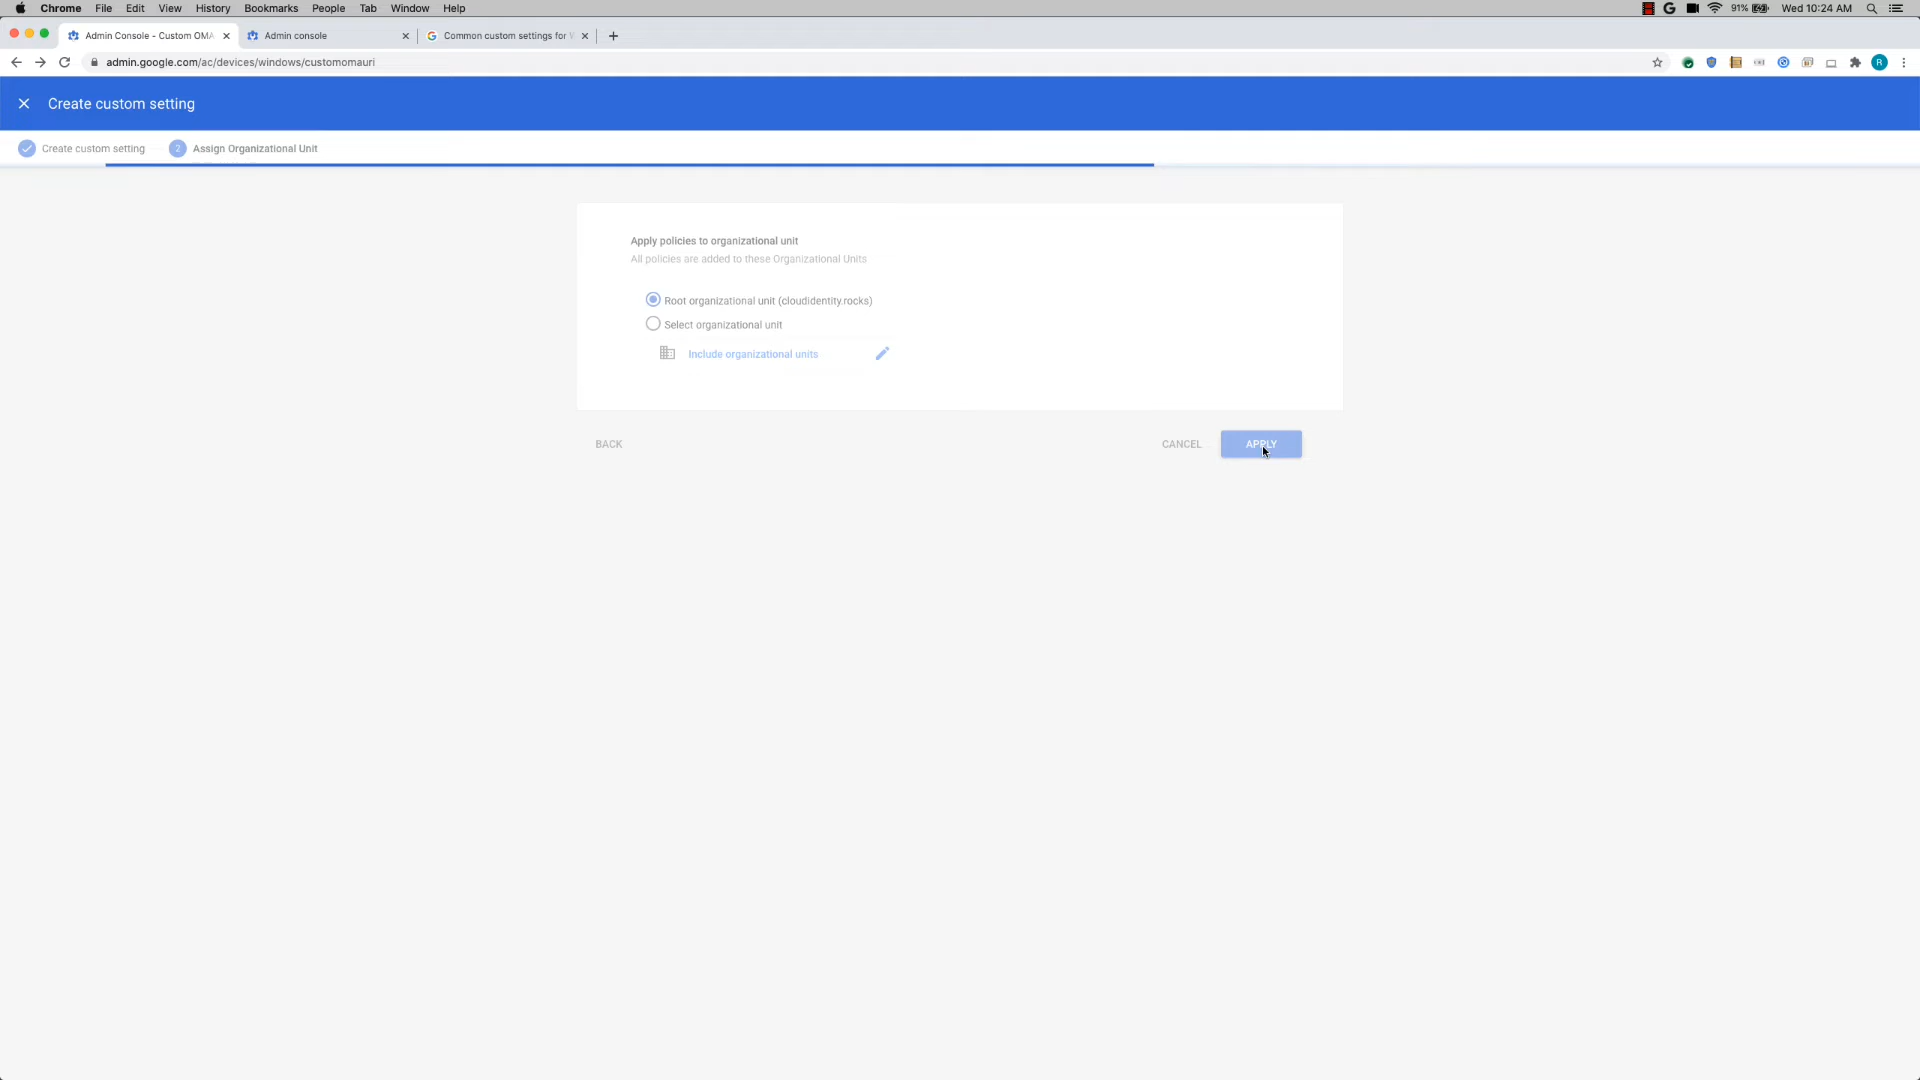 Chrome File Edit View History Bookmarks People Tab Window Help 91% Wed 10:24 AM
Admin Console - Custom OMA Admin console Common custom settings for
admin.google.com/ac/devices/windows/customomauri R
Create custom setting
Create custom setting 2 Assign Organizational Unit
Apply policies to organizational unit
All policies are added to these Organizational Units
Root organizational unit (cloudidentity.rocks)
Select organizational unit
Include organizational units
BACK CANCEL APPLY